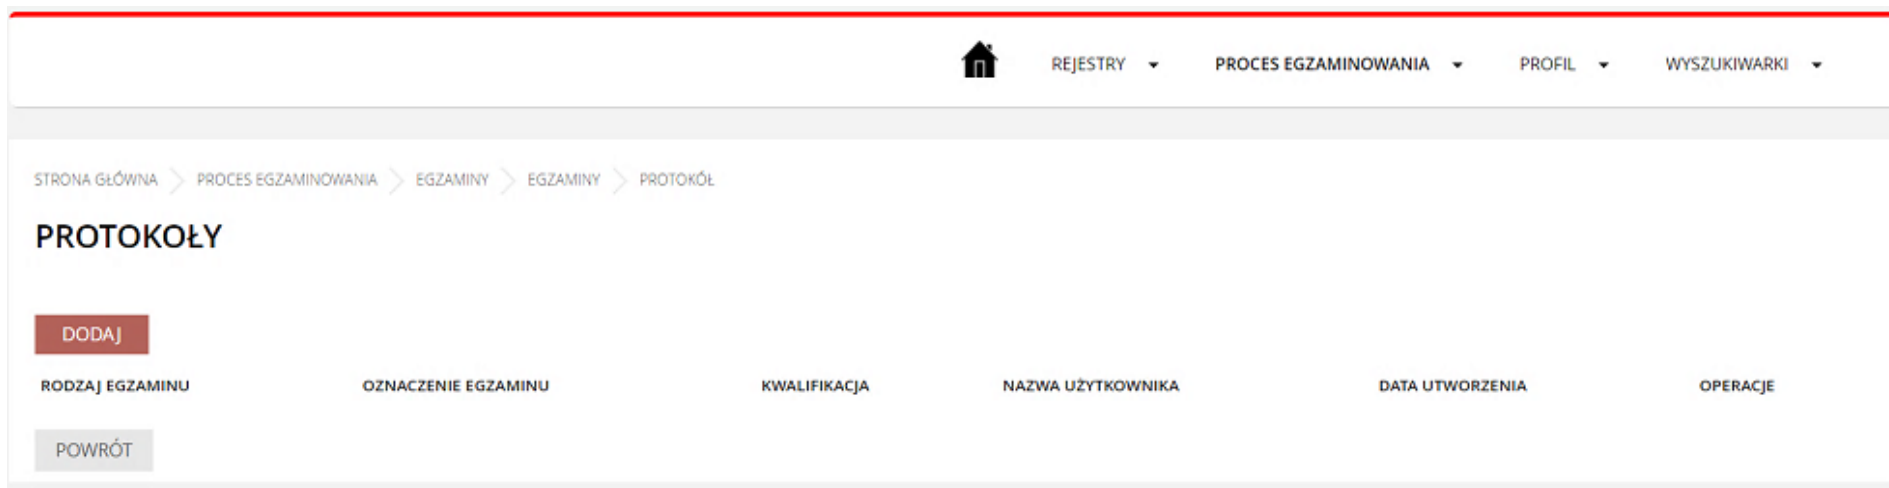 REJESTRY PROCES EGZAMINOWANIA PROFIL WYSZUKIWARKI
STRONA GŁÓWNA PROCES EGZAMINOWANIA EGZAMINY EGZAMINY PROTOKÓŁ
PROTOKOŁY
DODAJ
RODZAJ EGZAMINU OZNACZENIE EGZAMINU KWALIFIKACJA NAZWA UŻYTKOWNIKA DATA UTWORZENIA OPERACJE
POWRÓT